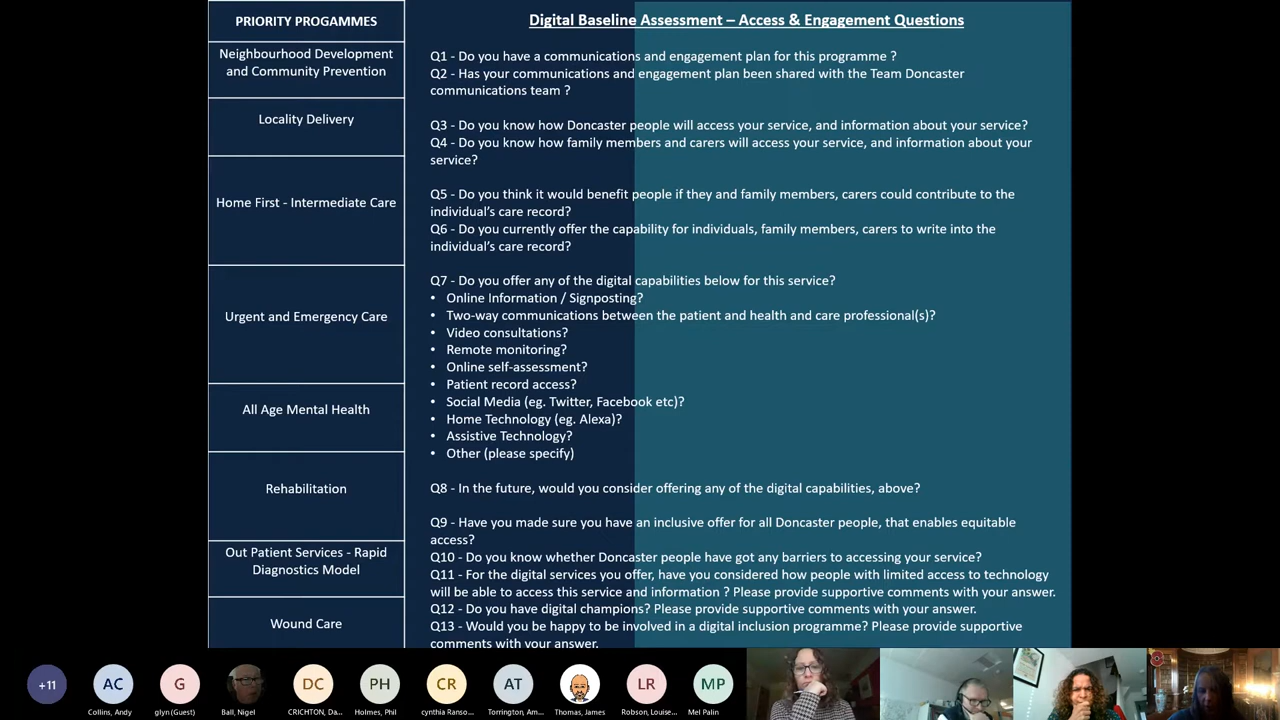 PRIORITY PROGAMMES
Neighbourhood Development
and Community Prevention
Locality Delivery
Home First - Intermediate Care
Urgent and Emergency Care
All Age Mental Health
Rehabilitation
Out Patient Services - Rapid
Diagnostics Model
Wound Care
Digital Baseline Assessment – Access & Engagement Questions
Q1 - Do you have a communications and engagement plan for this programme ?
Q2 - Has your communications and engagement plan been shared with the Team Doncaster
communications team ?
Q3 - Do you know how Doncaster people will access your service, and information about your service?
Q4 - Do you know how family members and carers will access your service, and information about your
service?
Q5 - Do you think it would benefit people if they and family members, carers could contribute to the
individual's care record?
Q6 - Do you currently offer the capability for individuals, family members, carers to write into the
individual's care record?
Q7 - Do you offer any of the digital capabilities below for this service?
• Online Information / Signposting?
• Two-way communications between the patient and health and care professional(s)?
• Video consultations?
• Remote monitoring?
• Online self-assessment?
• Patient record access?
• Social Media (eg. Twitter, Facebook etc)?
• Home Technology (eg. Alexa)?
• Assistive Technology?
• Other (please specify)
Q8 - In the future, would you consider offering any of the digital capabilities, above?
Q9 - Have you made sure you have an inclusive offer for all Doncaster people, that enables equitable
access?
Q10 - Do you know whether Doncaster people have got any barriers to accessing your service?
Q11 - For the digital services you offer, have you considered how people with limited access to technology
will be able to access this service and information ? Please provide supportive comments with your answer.
Q12 - Do you have digital champions? Please provide supportive comments with your answer.
Q13 - Would you be happy to be involved in a digital inclusion programme? Please provide supportive
comments with your answer.
+11
AC
G
DC
PH
CR
AT
LR
MP
Collins, Andy
glyn (Guest)
Ball, Nigel
CRICHTON, Da...
Holmes, Phil
cynthia Ranso...
Torrington, Am...
Thomas, James
Robson, Louise...
Mel Palin